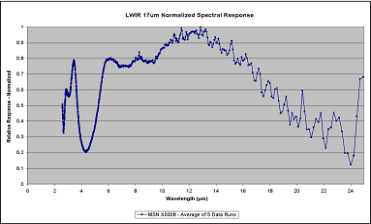 LWIR 17um Normalized Spectral Response
Relative Response - Normalized
1
0.9
0.8
0.7
0.6
0.5
0.4
0.3
0.2
0.1
0
0 2 4 6 8 10 12 14 16 18 20 22 24
Wavelength (µm)
MSN X0508 - Average of 5 Data Runs